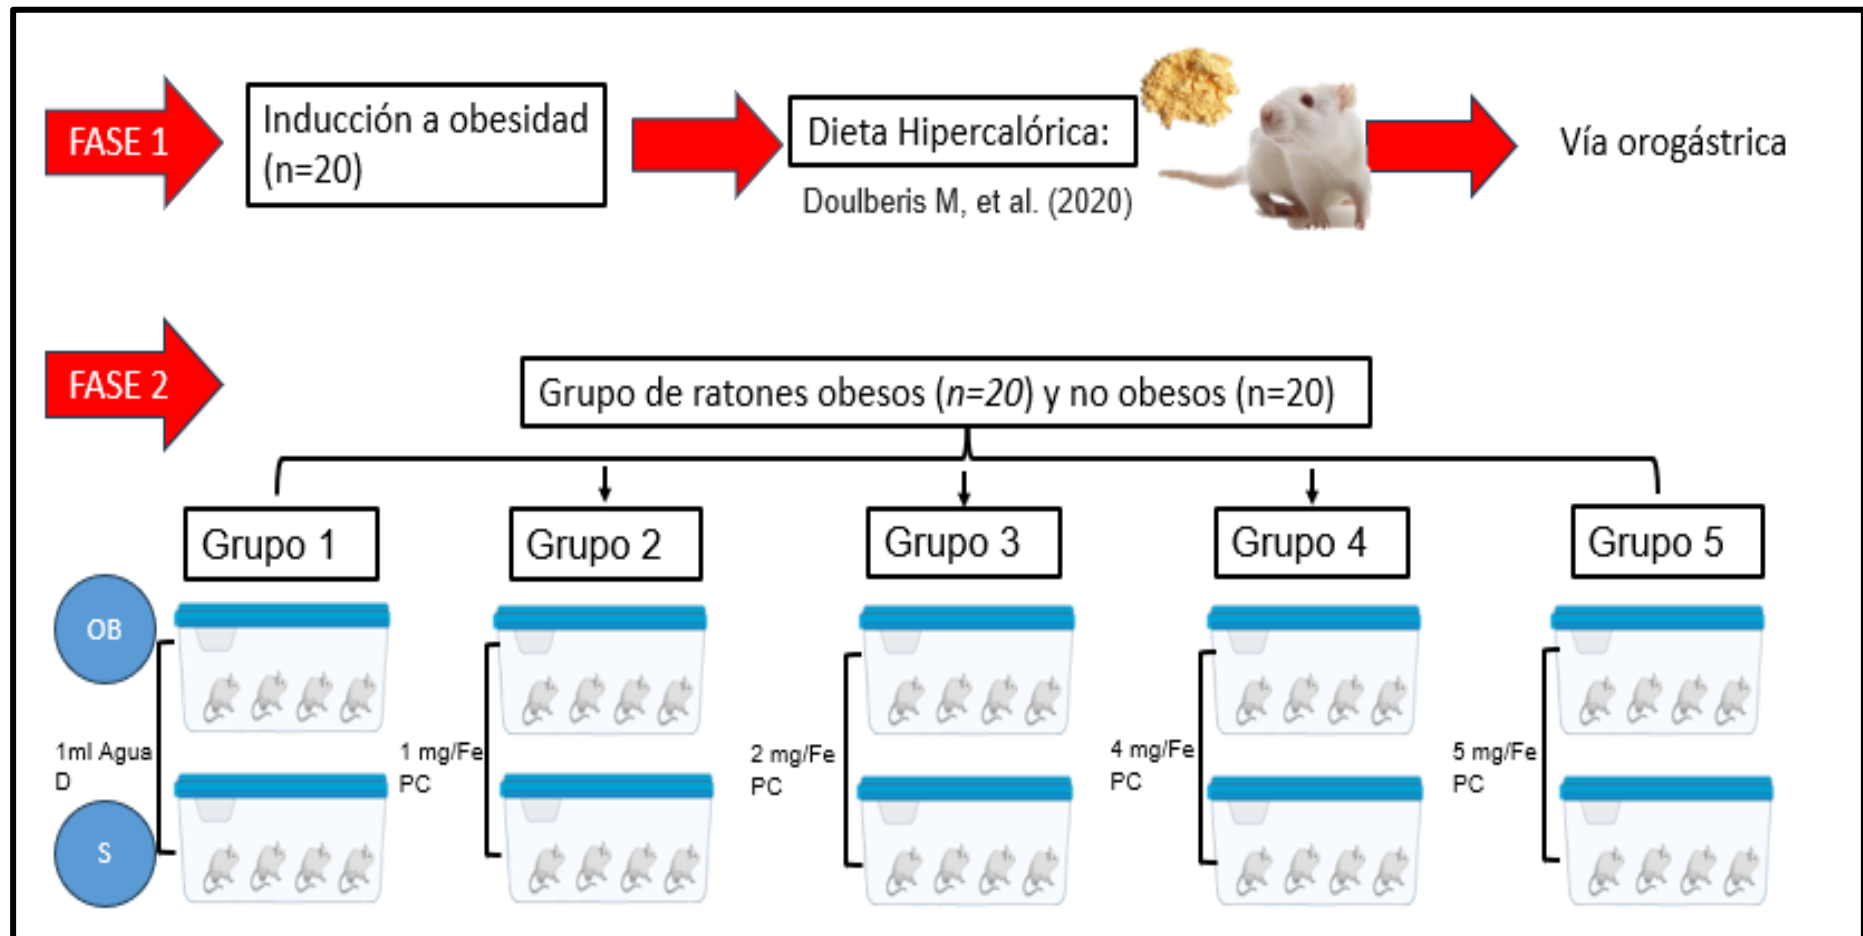 FASE 1
Inducción a obesidad
(n=20)
Dieta Hipercalórica:
Doulberis M, et al. (2020)
Vía orogástrica
FASE 2
Grupo de ratones obesos (n=20) y no obesos (n=20)
Grupo 1
Grupo 2
Grupo 3
Grupo 4
Grupo 5
OB
1ml Agua
D
1 mg/Fe
PC
2 mg/Fe
PC
4 mg/Fe
PC
5 mg/Fe
PC
S